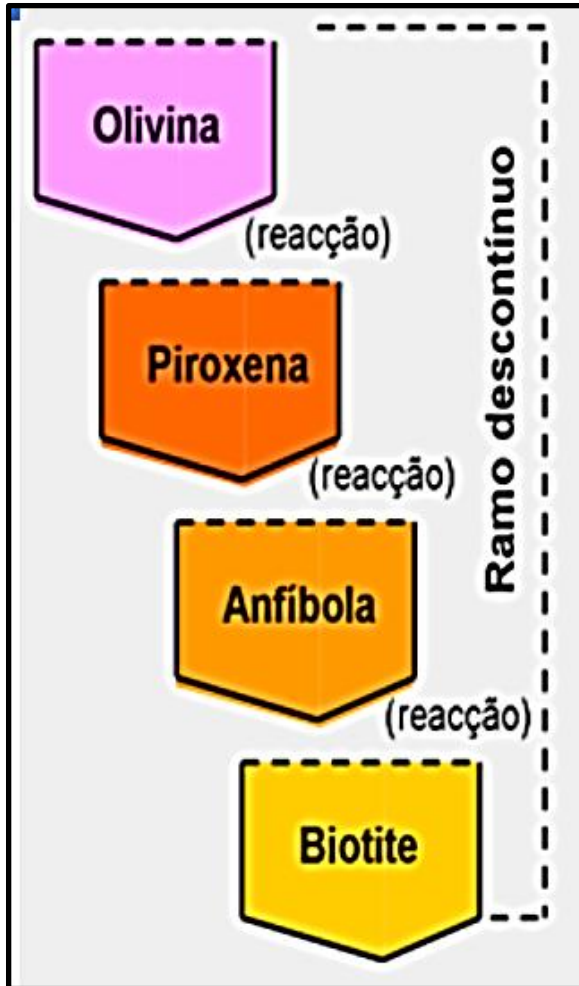 Olivina
(reacção)
Piroxena
(reacção)
Anfíbola
(reacção)
Biotite
Ramo descontínuo